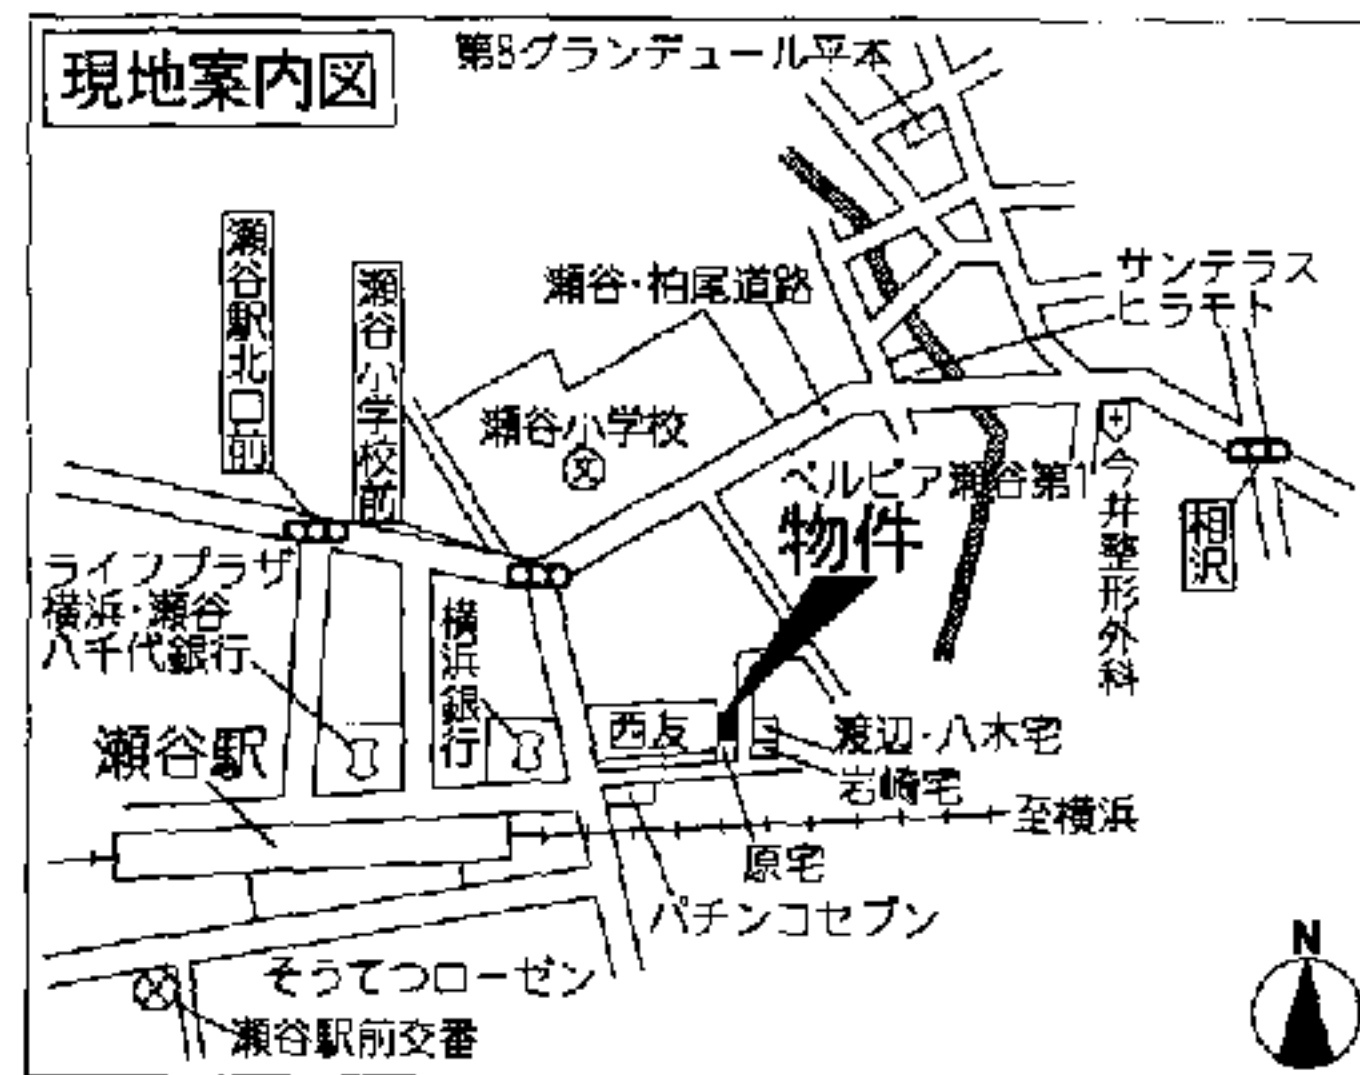 現地案内図
第8グランデュール平本
瀬谷駅北口前
瀬谷小学校前
瀬谷・柏尾道路
サンテラス
ヒラモト
瀬谷小学校
文
ベルピア瀬谷第1
物件
今井整形外科
相沢
ライフプラザ
横浜・瀬谷
八千代銀行
横浜銀行
瀬谷駅
西友
渡辺・八木宅
岩崎宅
至横浜
原宅
パチンコセブン
そうてつローゼン
瀬谷駅前交番
N